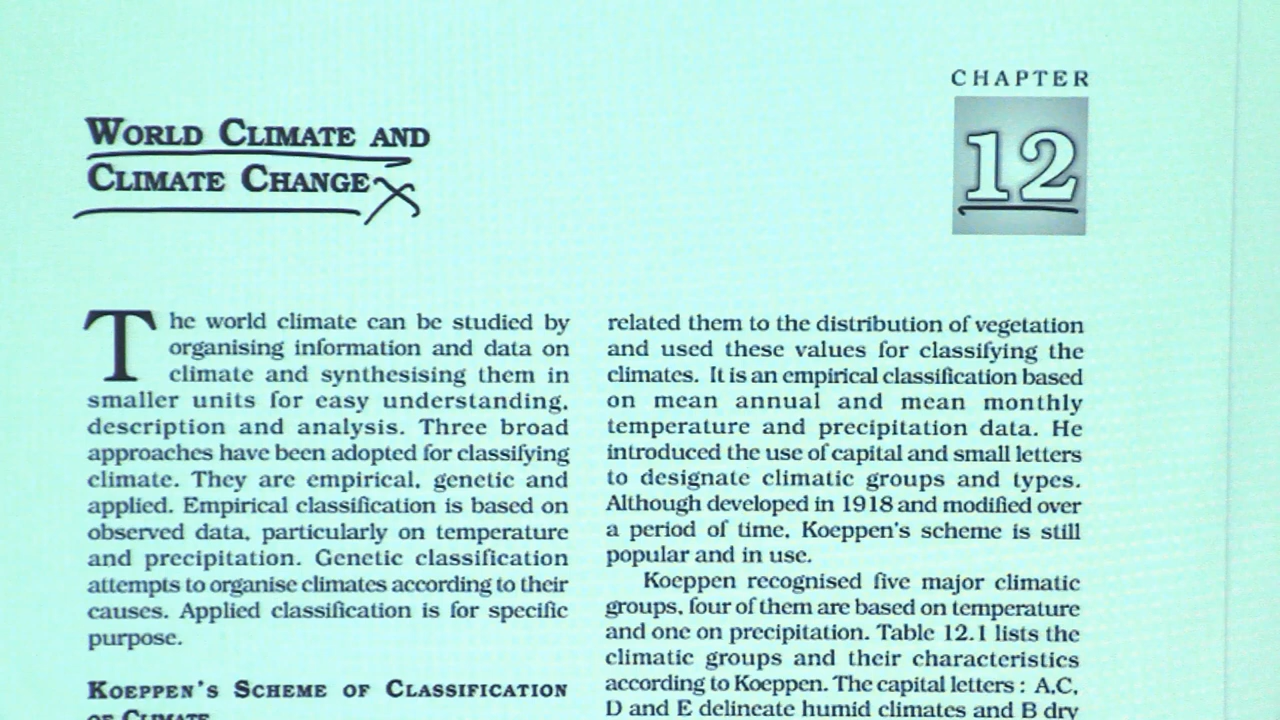 CHAPTER
12
WORLD CLIMATE AND
CLIMATE CHANGE
The world climate can be studied by
organising information and data on
climate and synthesising them in
smaller units for easy understanding,
description and analysis. Three broad
approaches have been adopted for classifying
climate. They are empirical, genetic and
applied. Empirical classification is based on
observed data, particularly on temperature
and precipitation. Genetic classification
attempts to organise climates according to their
causes. Applied classification is for specific
purpose.
KOEPPEN'S SCHEME OF CLASSIFICATION
OF CLIMATE
related them to the distribution of vegetation
and used these values for classifying the
climates. It is an empirical classification based
on mean annual and mean monthly
temperature and precipitation data. He
introduced the use of capital and small letters
to designate climatic groups and types.
Although developed in 1918 and modified over
a period of time, Koeppen's scheme is still
popular and in use.
Koeppen recognised five major climatic
groups, four of them are based on temperature
and one on precipitation. Table 12.1 lists the
climatic groups and their characteristics
according to Koeppen. The capital letters : A,C,
D and E delineate humid climates and B dry